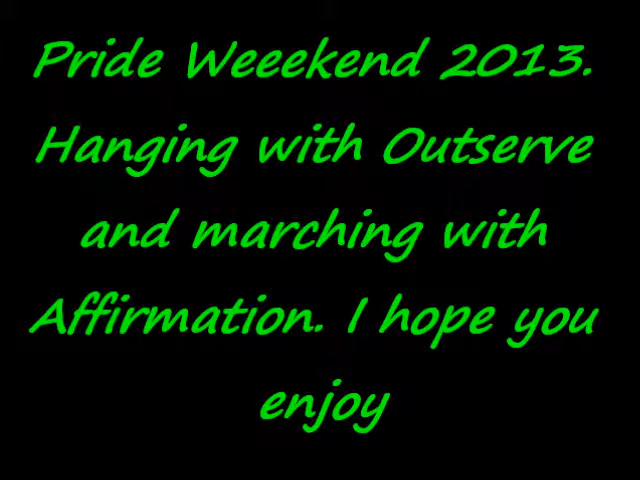 Pride Weeekend 2013.
Hanging with Outserve
and marching with
Affirmation. I hope you
enjoy